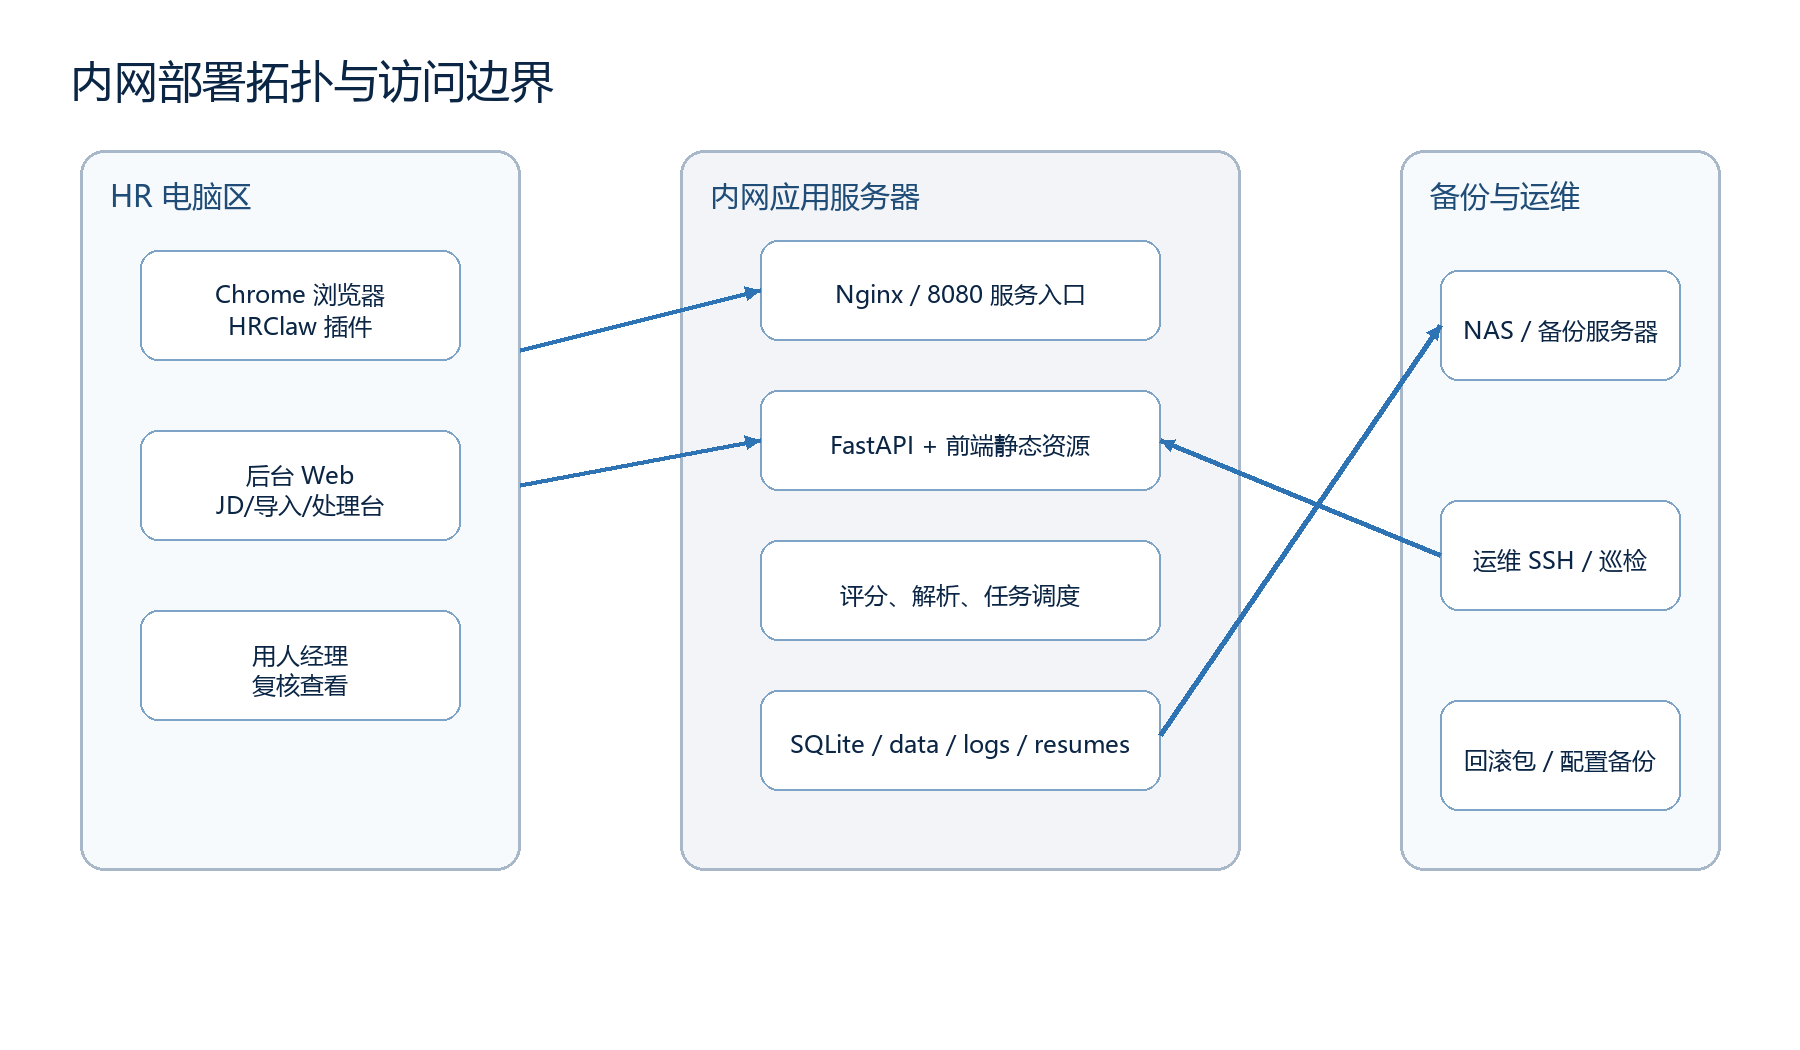 内网部署拓扑与访问边界
HR 电脑区
Chrome 浏览器
HRClaw 插件
后台 Web
JD/导入/处理台
用人经理
复核查看
内网应用服务器
Nginx / 8080 服务入口
FastAPI + 前端静态资源
评分、解析、任务调度
SQLite / data / logs / resumes
备份与运维
NAS / 备份服务器
运维 SSH / 巡检
回滚包 / 配置备份